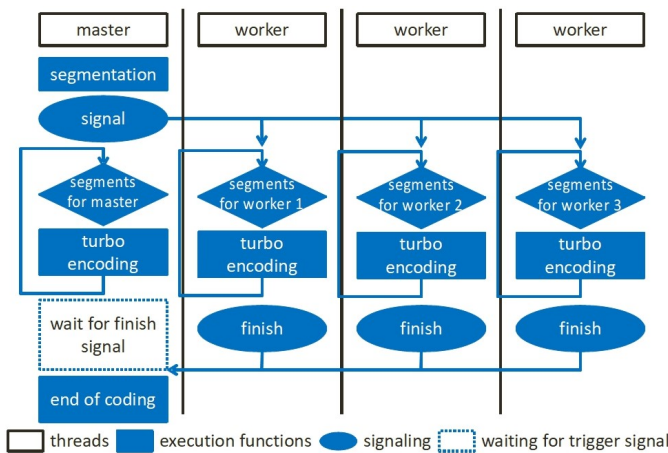 master
worker
worker
worker
segmentation
signal
segments
for master
segments
for worker 1
segments
for worker 2
segments
for worker 3
turbo
encoding
turbo
encoding
turbo
encoding
turbo
encoding
wait for finish
signal
finish
finish
finish
end of coding
threads
execution functions
signaling
waiting for trigger signal